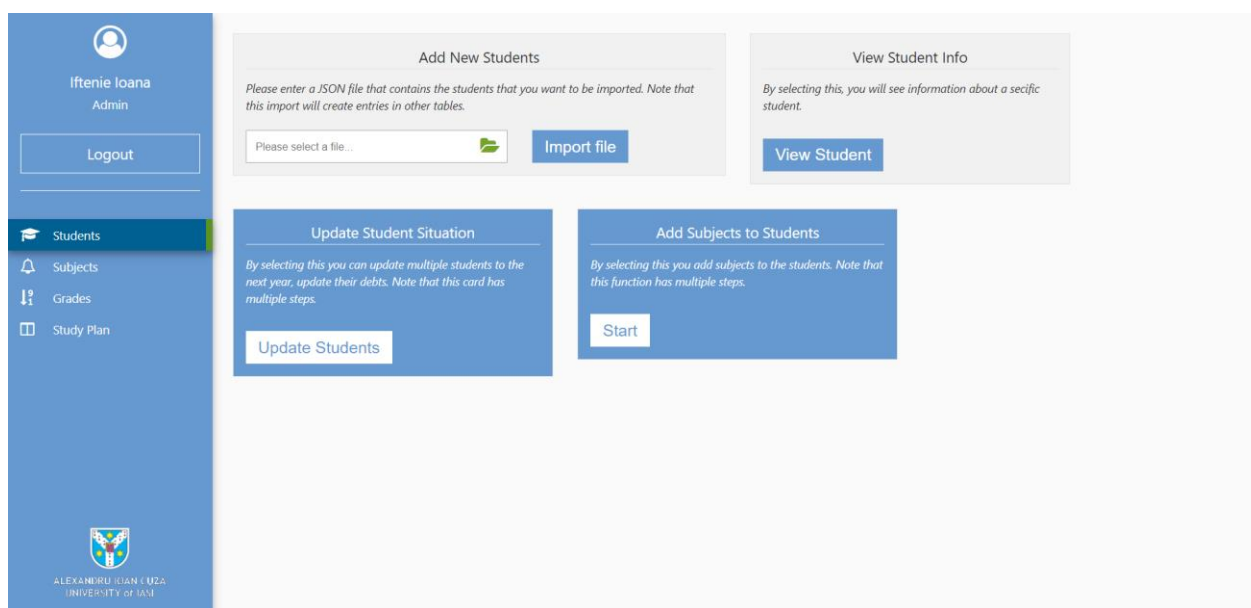 Iftenie Ioana
Admin
Logout
Students
Subjects
Grades
Study Plan
ALEXANDRU IOAN CUZA
UNIVERSITY of IAȘI
Add New Students
Please enter a JSON file that contains the students that you want to be imported. Note that
this import will create entries in other tables.
Please select a file...
Import file
View Student Info
By selecting this, you will see information about a secific
student.
View Student
Update Student Situation
By selecting this you can update multiple students to the
next year, update their debts. Note that this card has
multiple steps.
Update Students
Add Subjects to Students
By selecting this you add subjects to the students. Note that
this function has multiple steps.
Start